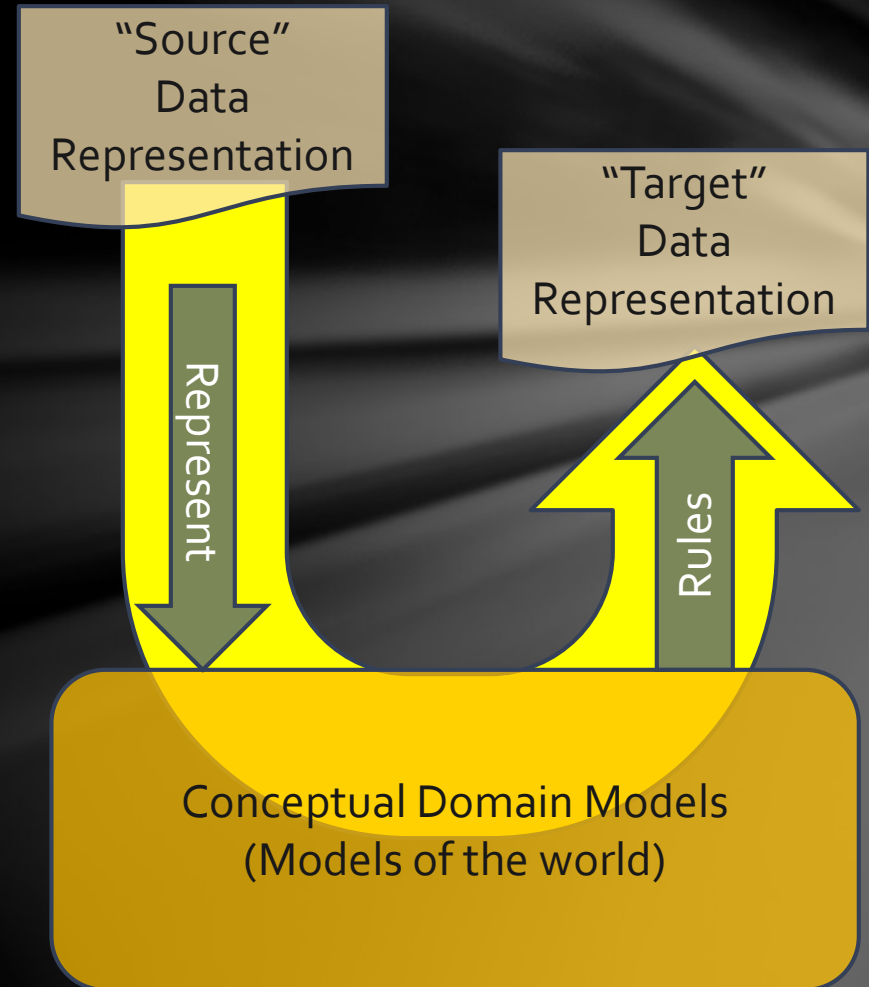 “Source”
Data
Representation
“Target”
Data
Representation
Represent
Rules
Conceptual Domain Models
(Models of the world)